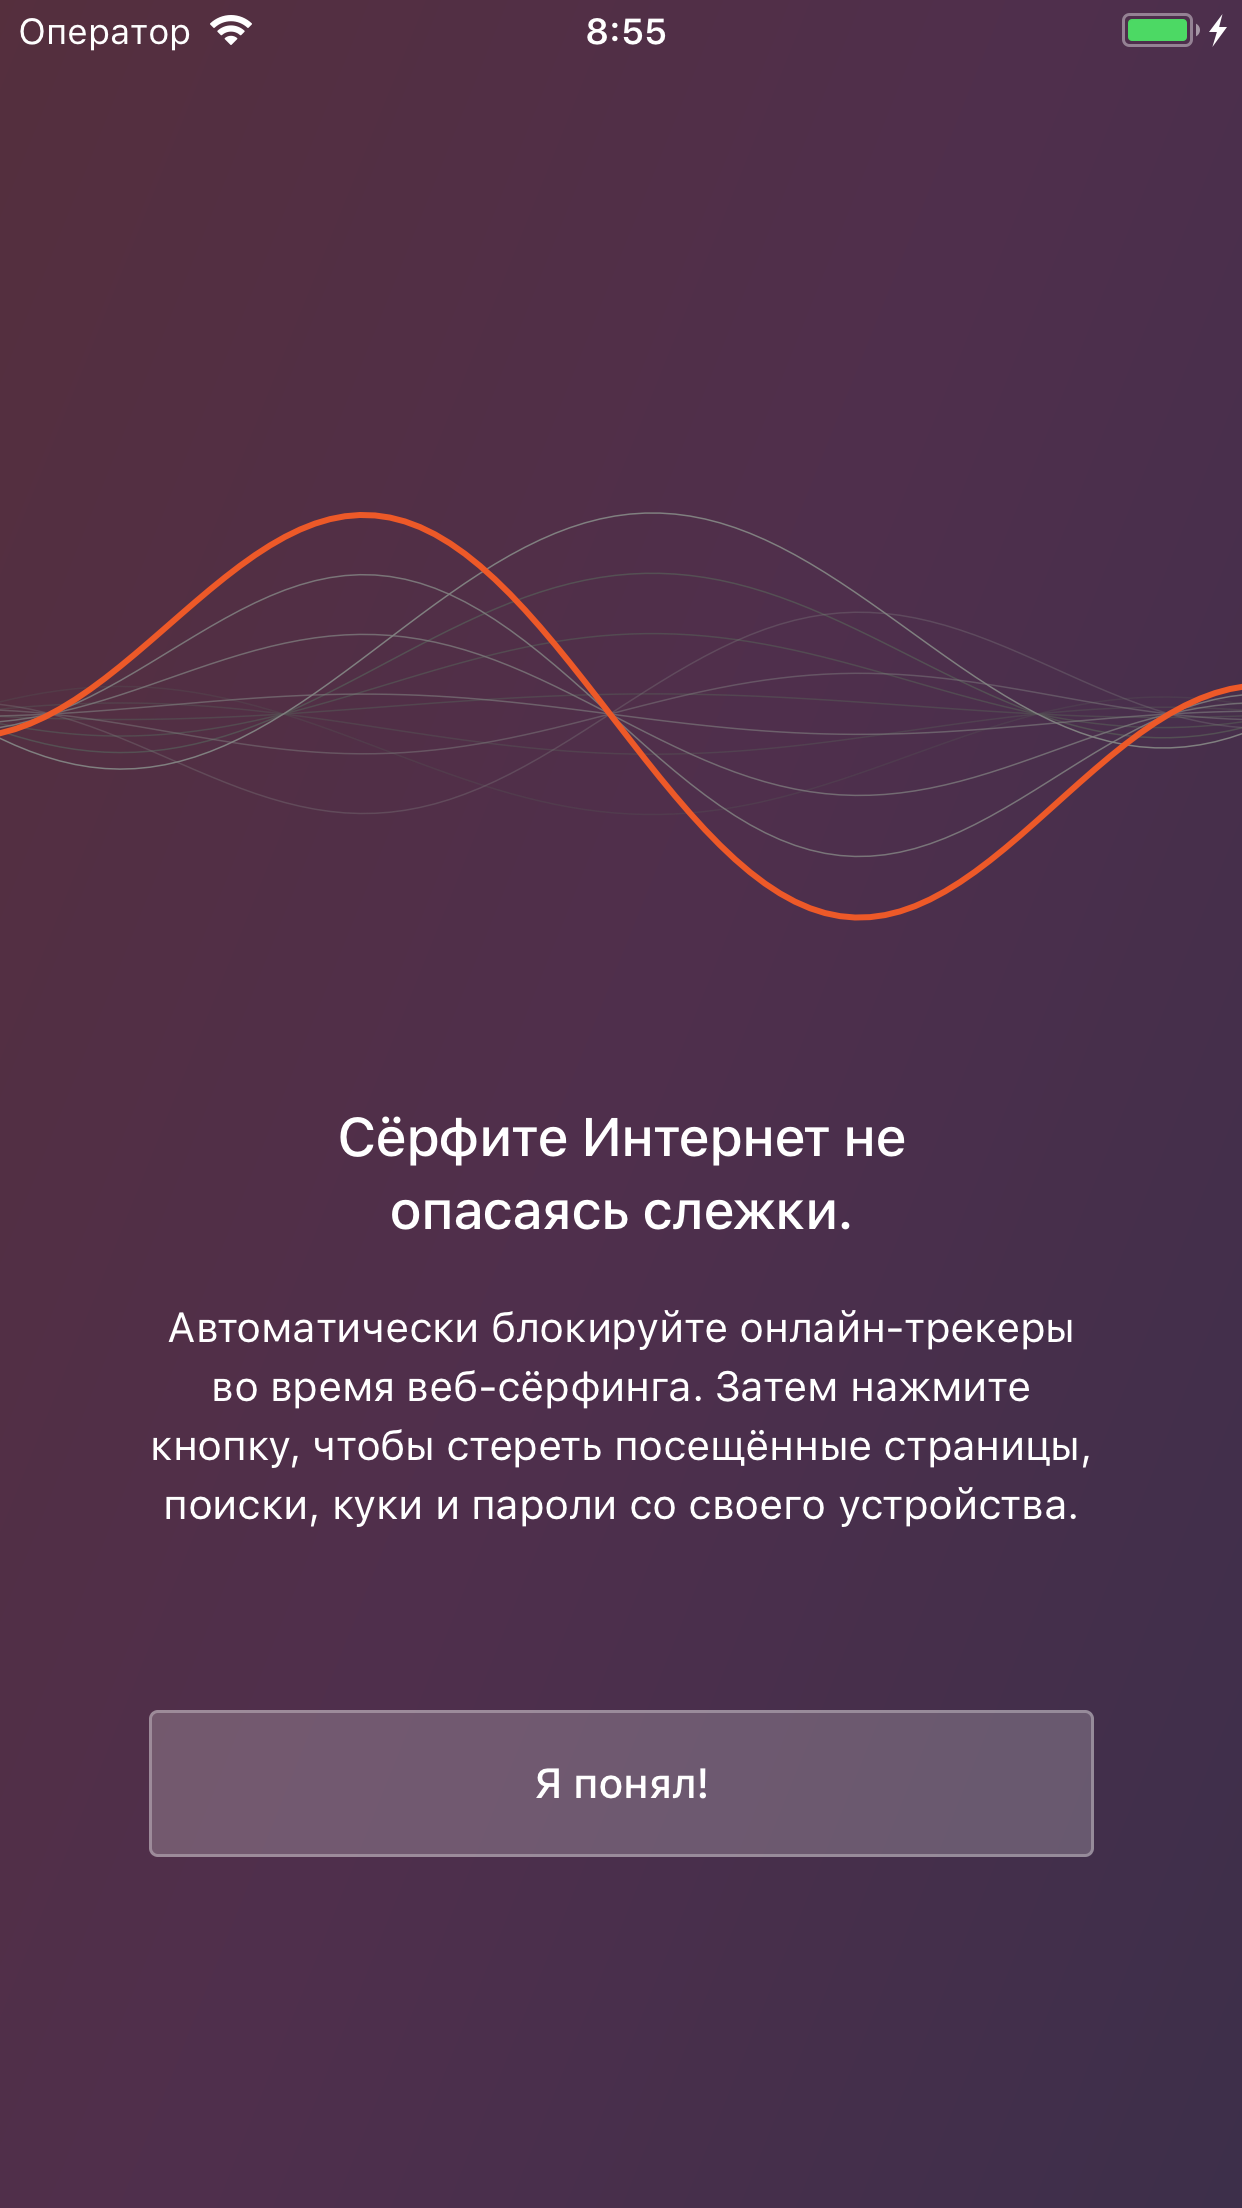 Оператор 8:55
Сёрфите Интернет не
опасаясь слежки.
Автоматически блокируйте онлайн-трекеры
во время веб-сёрфинга. Затем нажмите
кнопку, чтобы стереть посещённые страницы,
поиски, куки и пароли со своего устройства.
Я понял!